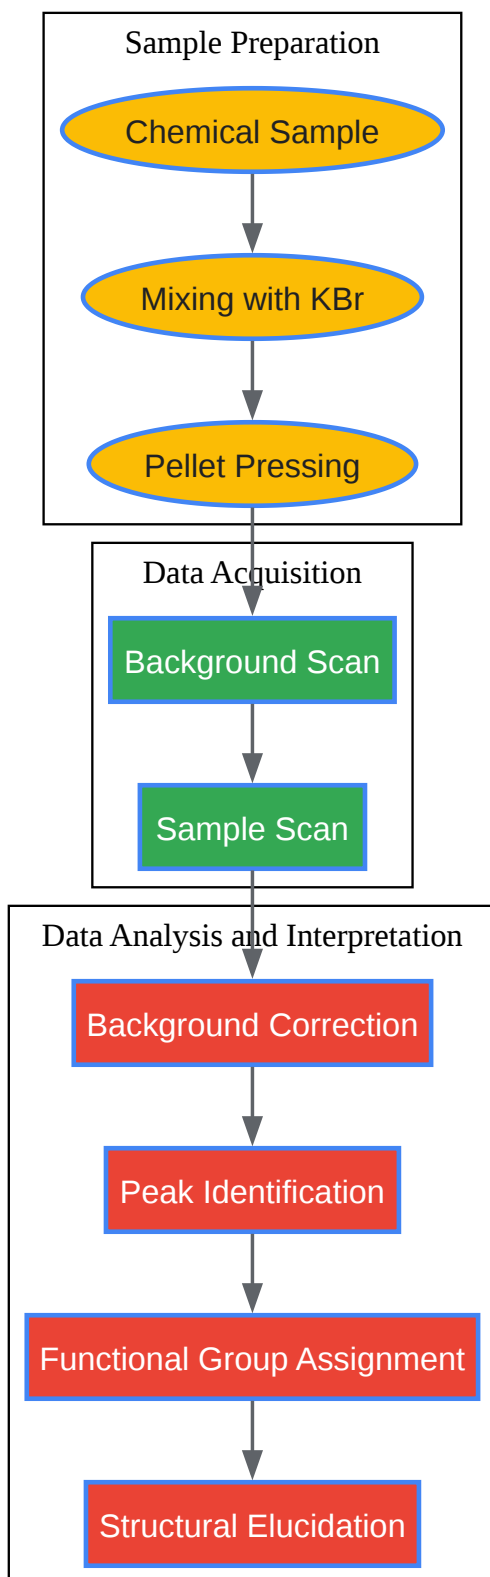 Sample Preparation
Chemical Sample
Mixing with KBr
Pellet Pressing
Data Acquisition
Background Scan
Sample Scan
Data Analysis and Interpretation
Background Correction
Peak Identification
Functional Group Assignment
Structural Elucidation